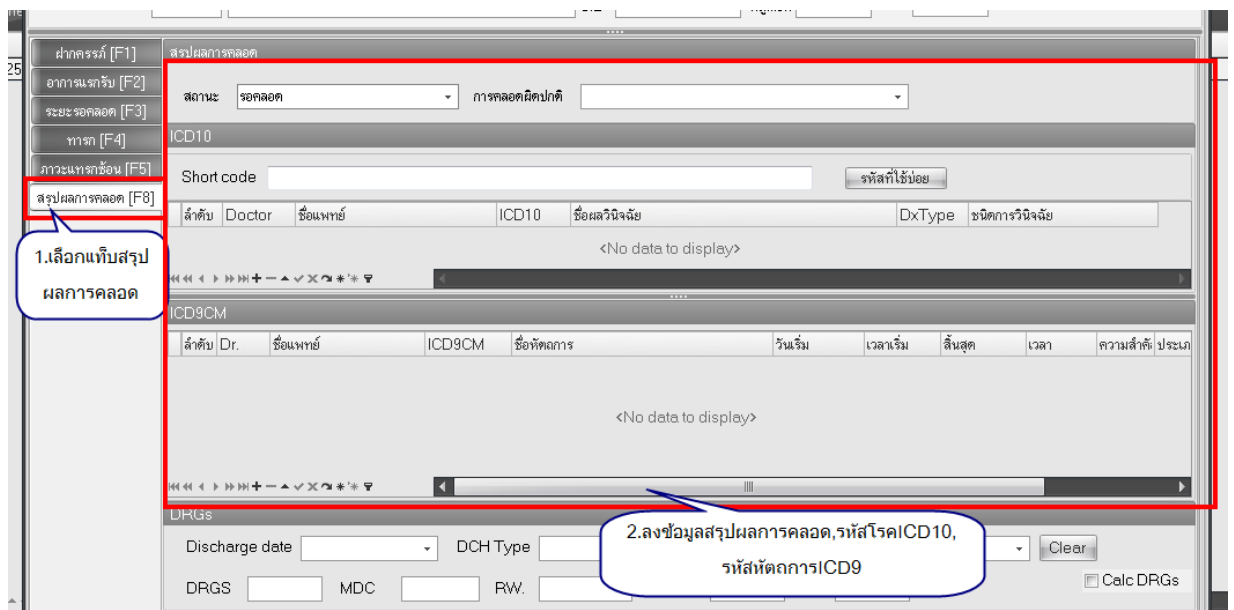 ฝากครรภ์ [F1]
สรุปผลการคลอด
25
อาการแรกรับ [F2]
สถานะ รอคลอด การคลอดผิดปกติ
ระยะรอคลอด [F3]
ทารก [F4]
ICD10
ภาวะแทรกซ้อน [F5]
Short code รหัสที่ใช้บ่อย
สรุปผลการคลอด [F8]
ลำดับ Doctor ชื่อแพทย์ ICD10 ชื่อผลวินิจฉัย DxType ชนิดการวินิจฉัย
<No data to display>
1.เลือกแท็บสรุป
ผลการคลอด
ICD9CM
ลำดับ Dr. ชื่อแพทย์ ICD9CM ชื่อหัตถการ วันเริ่ม เวลาเริ่ม สิ้นสุด เวลา ความสำคั ประเภ
<No data to display>
DRGs
2.ลงข้อมูลสรุปผลการคลอด,รหัสโรคICD10,
รหัสหัตถการICD9
Discharge date DCH Type Clear
DRGS MDC RW. Calc DRGs